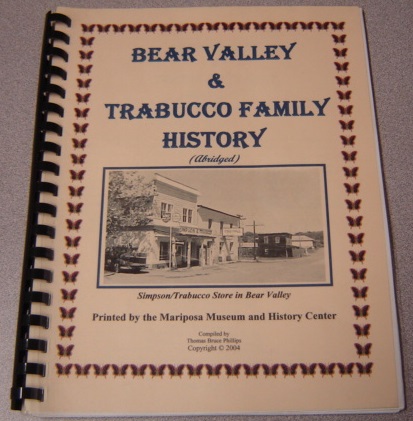 BEAR VALLEY
&
TRABUCCO FAMILY
HISTORY
(Abridged)
Simpson/Trabucco Store in Bear Valley
Printed by the Mariposa Museum and History Center
Compiled by
Thomas Bruce Phillips
Copyright © 2004